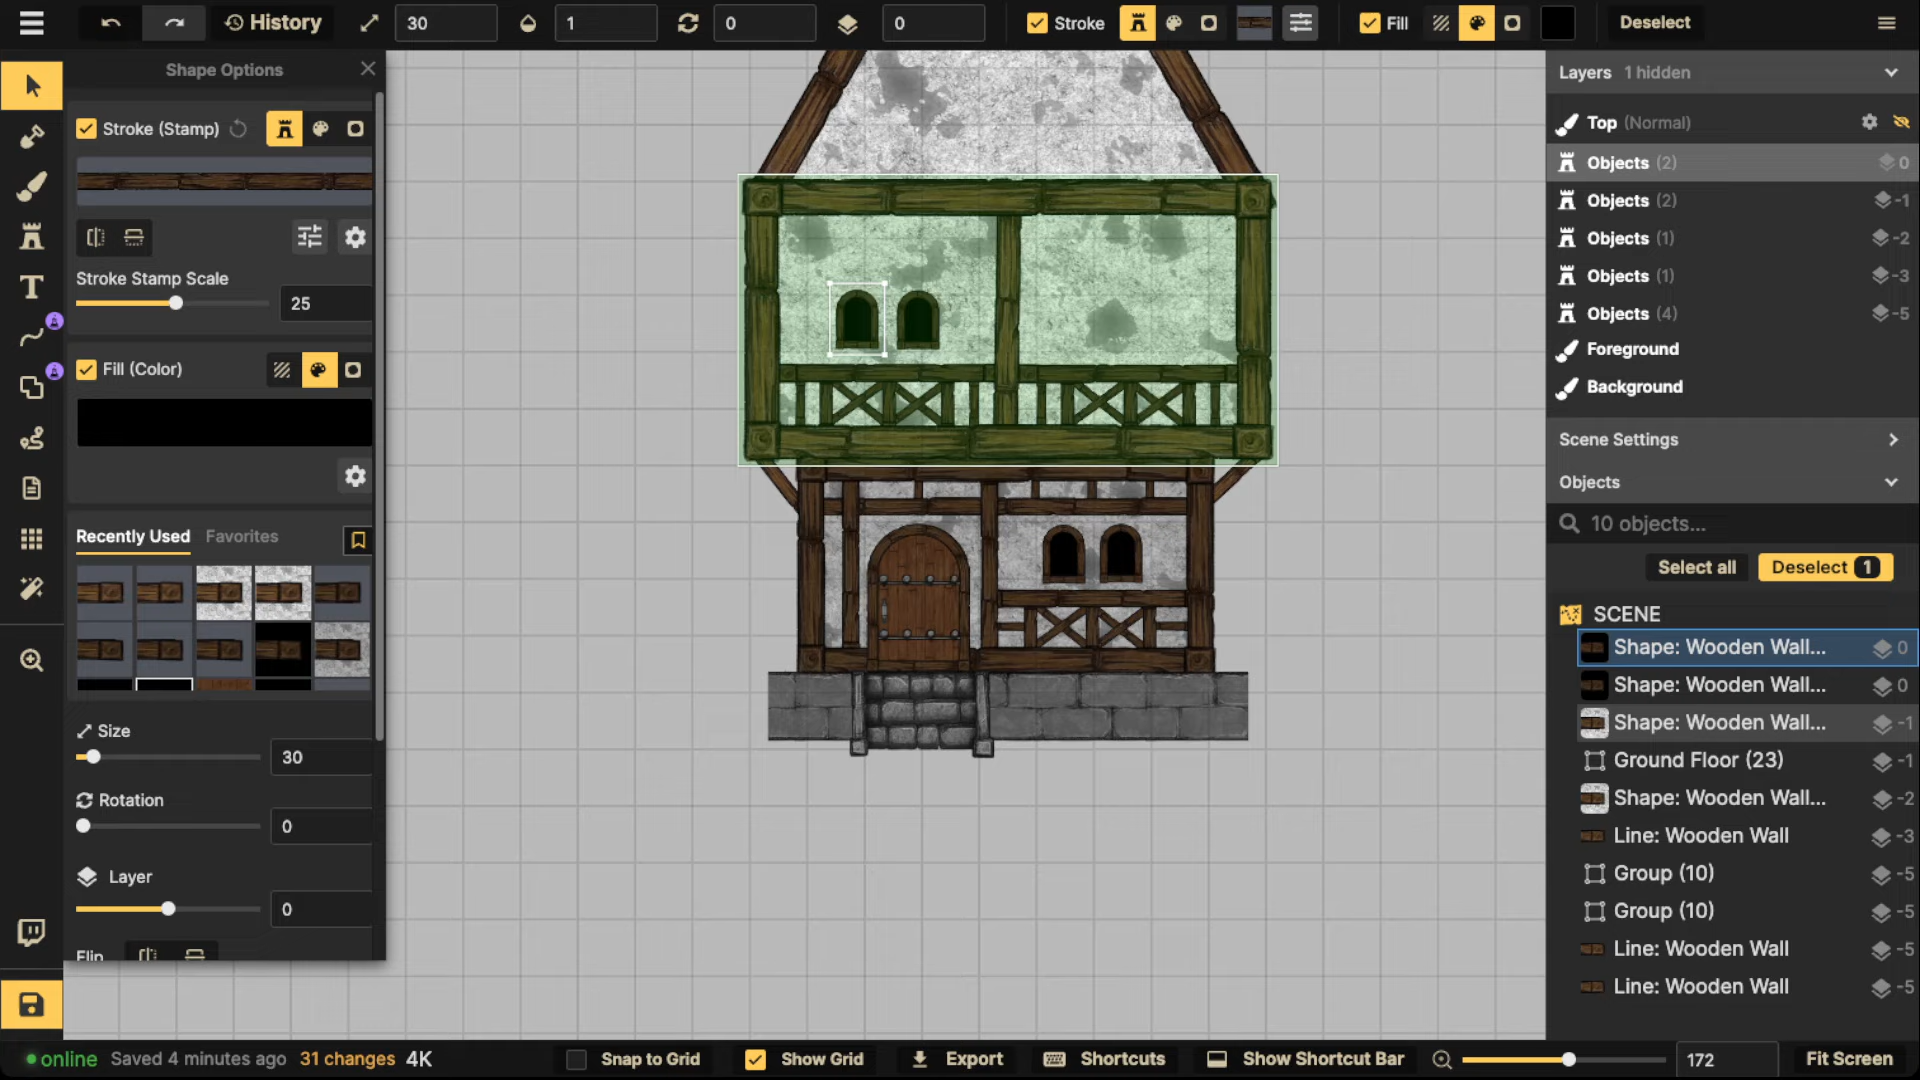 History
30
1
0
0
Stroke
Fill
Deselect
Shape Options
Stroke (Stamp)
Stroke Stamp Scale
25
Fill (Color)
Recently Used
Favorites
Size
30
Rotation
0
Layer
0
Flip
Layers 1 hidden
Top (Normal)
Objects (2) 0
Objects (2) -1
Objects (1) -2
Objects (1) -3
Objects (4) -5
Foreground
Background
Scene Settings
Objects
10 objects...
Select all
Deselect 1
SCENE
Shape: Wooden Wall... 0
Shape: Wooden Wall... 0
Shape: Wooden Wall... -1
Ground Floor (23) -1
Shape: Wooden Wall... -2
Line: Wooden Wall -3
Group (10) -5
Group (10) -5
Line: Wooden Wall -5
Line: Wooden Wall -5
online
Saved 4 minutes ago
31 changes
4K
Snap to Grid
Show Grid
Export
Shortcuts
Show Shortcut Bar
172
Fit Screen